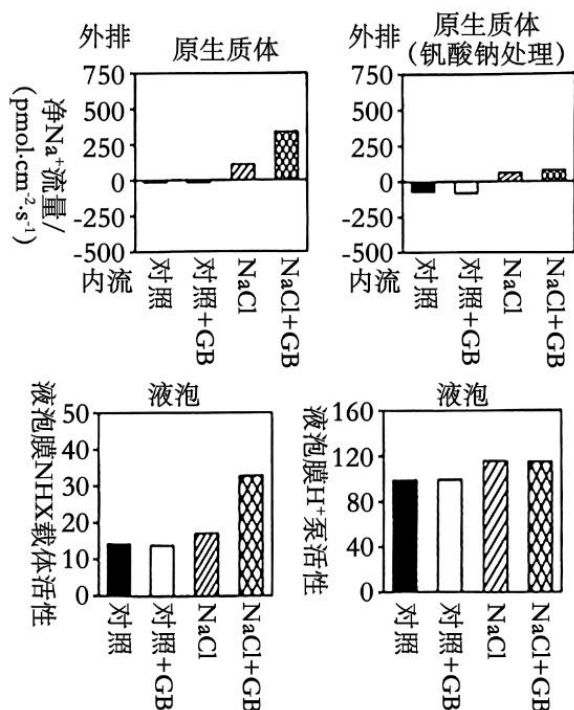 外排
原生质体
净Na⁺流量/
(pmol·cm⁻²·s⁻¹)
750
500
250
0
-250
-500
内流
对照
对照+GB
NaCl
NaCl+GB
外排
原生质体
(钒酸钠处理)
750
500
250
0
-250
-500
内流
对照
对照+GB
NaCl
NaCl+GB
液泡
液泡膜NHX载体活性
50
40
30
20
10
0
对照
对照+GB
NaCl
NaCl+GB
液泡
液泡膜H⁺泵活性
160
120
80
40
0
对照
对照+GB
NaCl
NaCl+GB